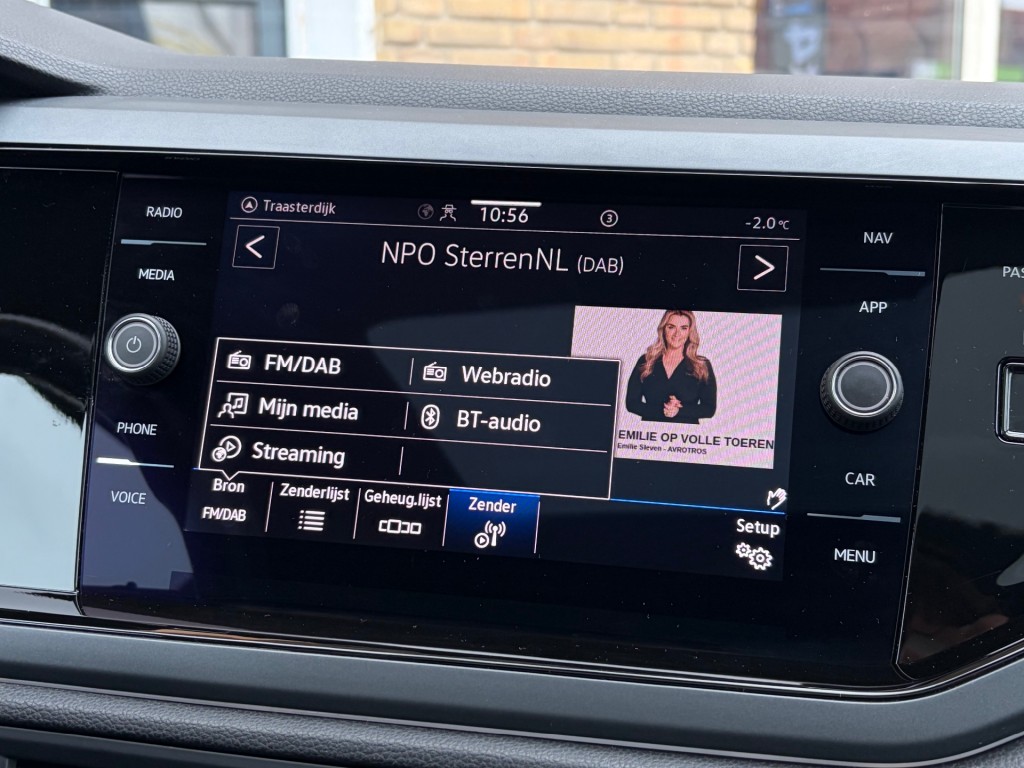 RADIO
MEDIA
PHONE
VOICE
Traasterdijk
10:56
3
-2.0°C
NPO SterrenNL (DAB)
FM/DAB
Webradio
Mijn media
BT-audio
Streaming
EMILIE OP VOLLE TOEREN
Emilie Sleven - AVROTROS
Bron
FM/DAB
Zenderlijst
Geheug.lijst
Zender
Setup
NAV
APP
CAR
MENU